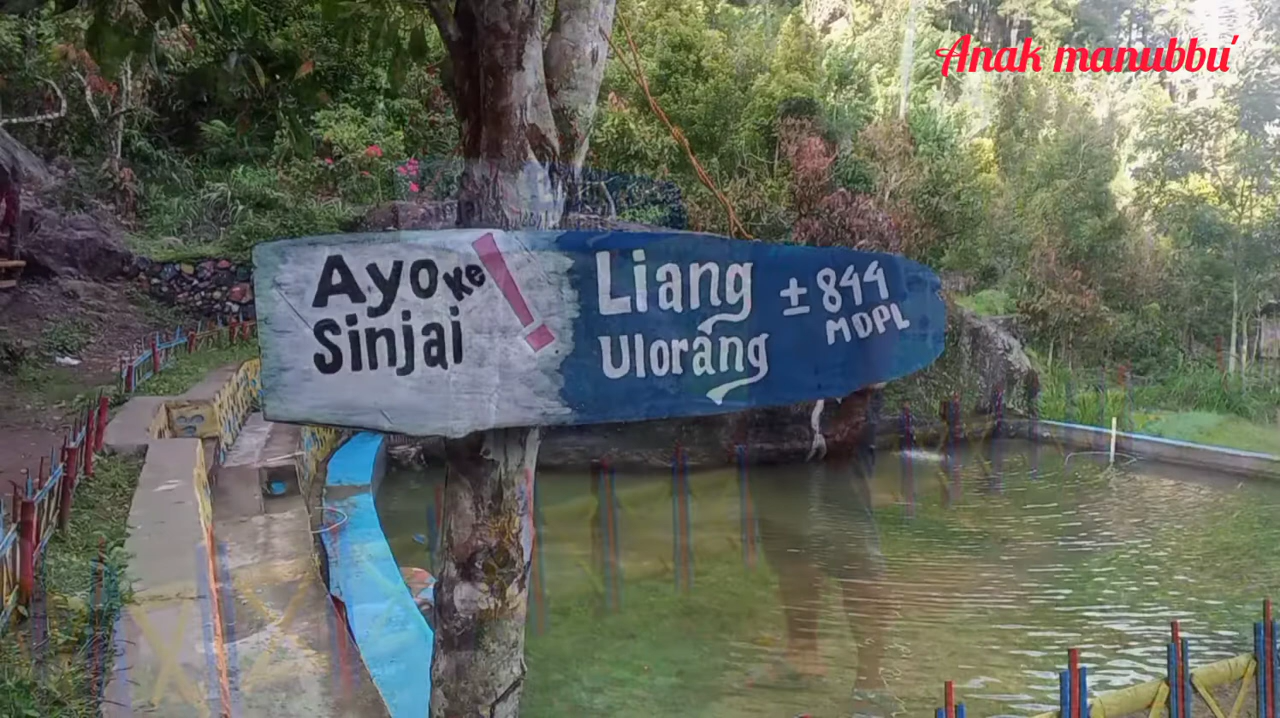 Anak manubbu'
Ayo ke
Sinjai !
Liang
Ulorang
± 844
MDPL